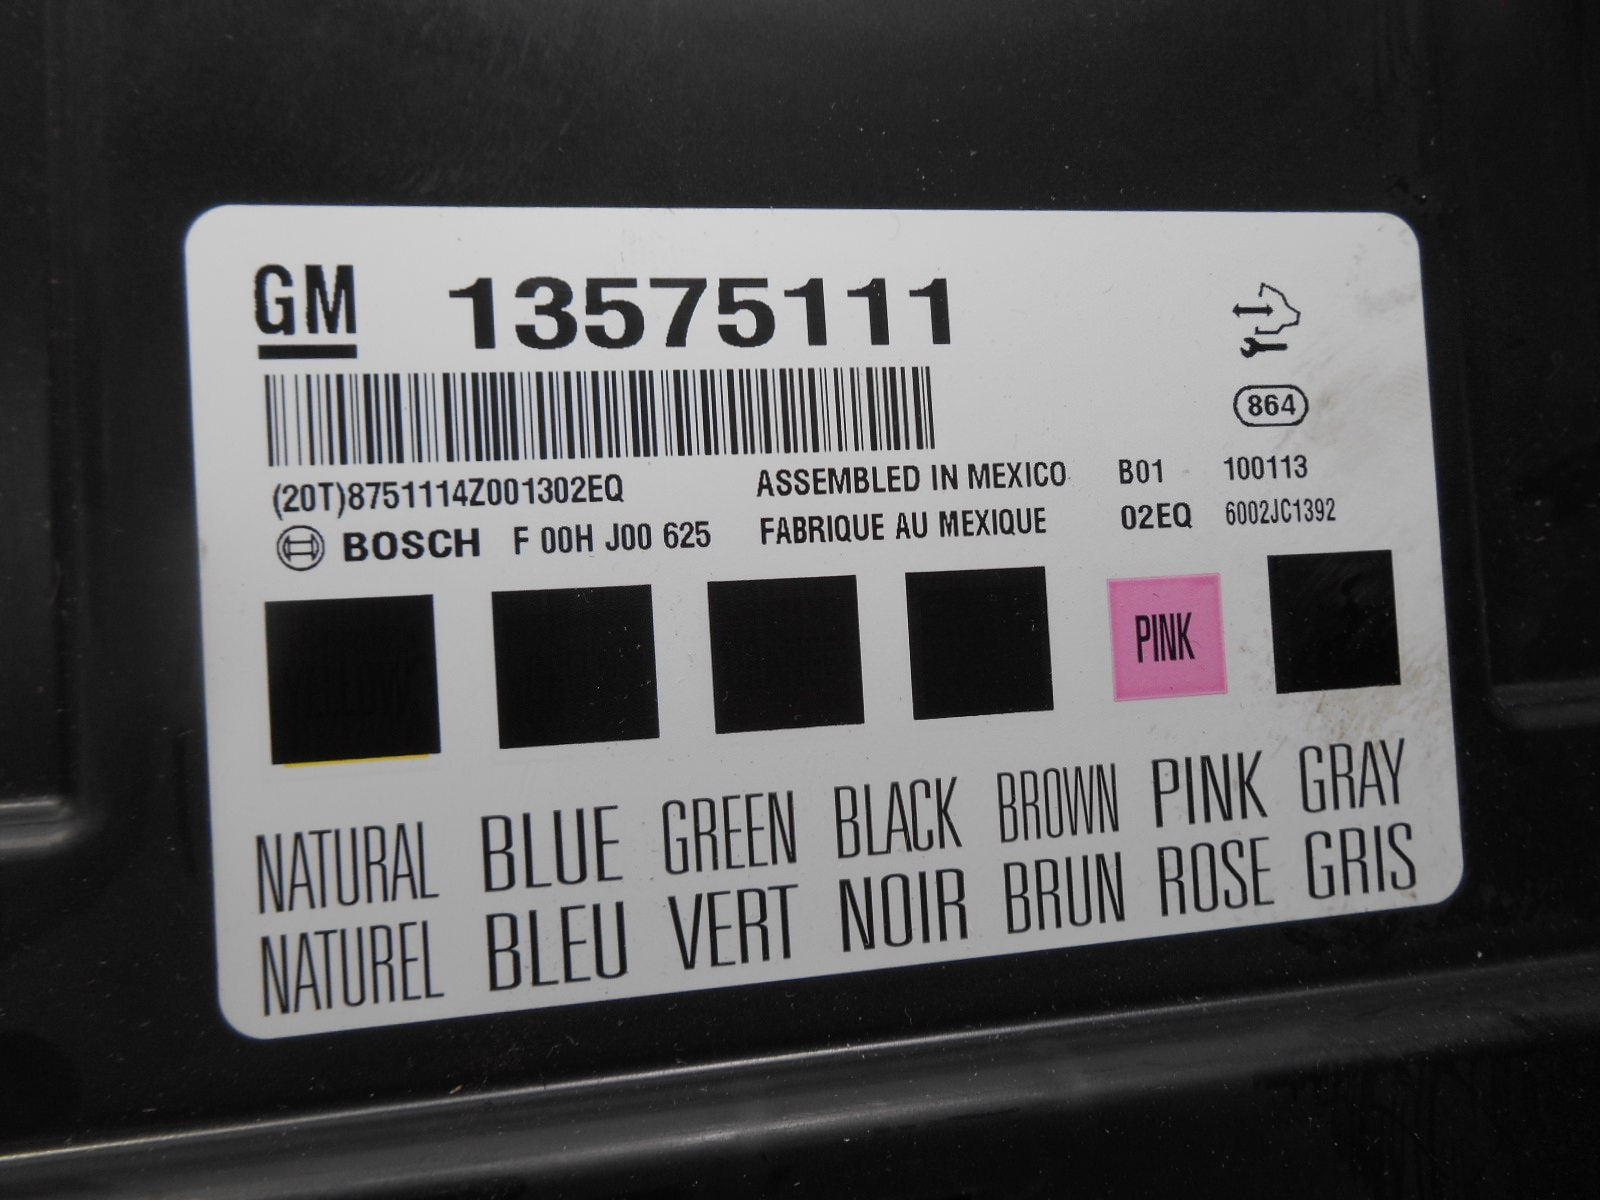 GM 13575111
864
(20T)8751114Z001302EQ ASSEMBLED IN MEXICO B01 100113
BOSCH F 00H J00 625 FABRIQUE AU MEXIQUE 02EQ 6002JC1392
PINK
NATURAL BLUE GREEN BLACK BROWN PINK GRAY
NATUREL BLEU VERT NOIR BRUN ROSE GRIS